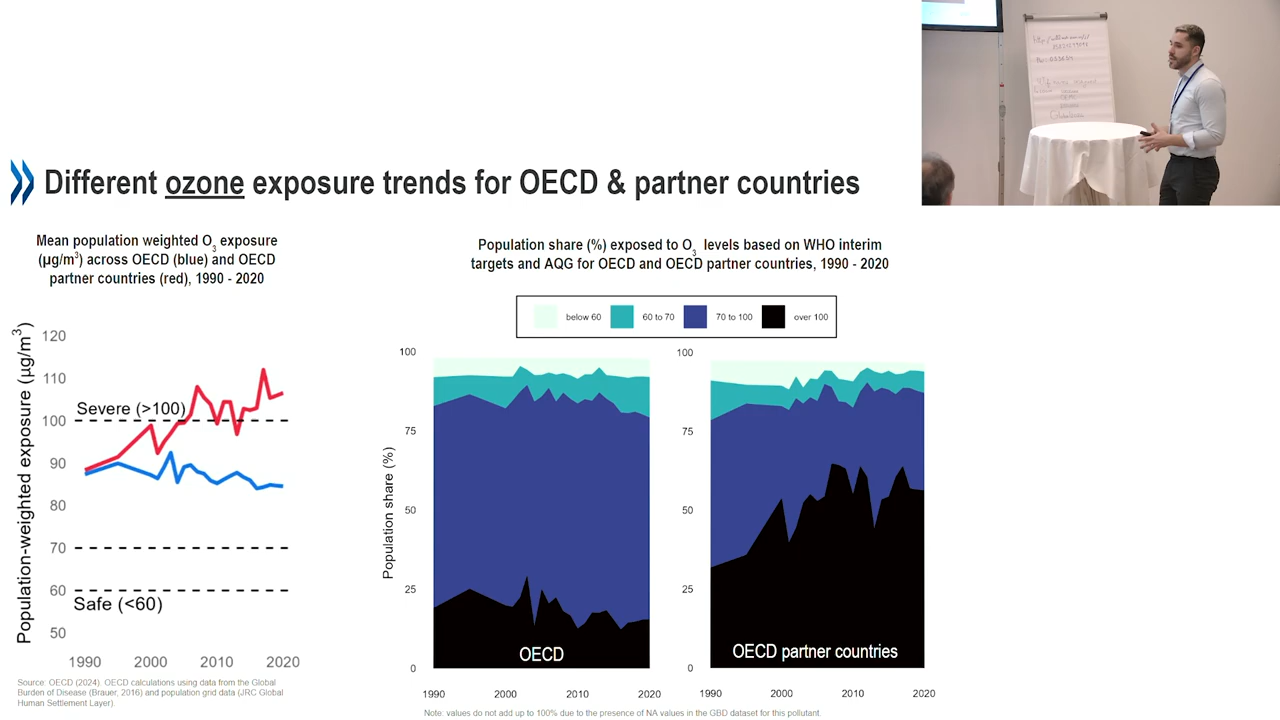 Different ozone exposure trends for OECD & partner countries
Mean population weighted O3 exposure
(µg/m³) across OECD (blue) and OECD
partner countries (red), 1990 - 2020
Population-weighted exposure (µg/m³)
120
110
100
90
80
70
60
50
Severe (>100)
Safe (<60)
1990 2000 2010 2020
Source: OECD (2024). OECD calculations using data from the Global
Burden of Disease (Brauer, 2016) and population grid data (JRC Global
Human Settlement Layer).
Population share (%) exposed to O3 levels based on WHO interim
targets and AQG for OECD and OECD partner countries, 1990 - 2020
below 60 60 to 70 70 to 100 over 100
Population share (%)
100
75
50
25
0
OECD
1990 2000 2010 2020
100
75
50
25
0
OECD partner countries
1990 2000 2010 2020
Note: values do not add up to 100% due to the presence of NA values in the GBD dataset for this pollutant.